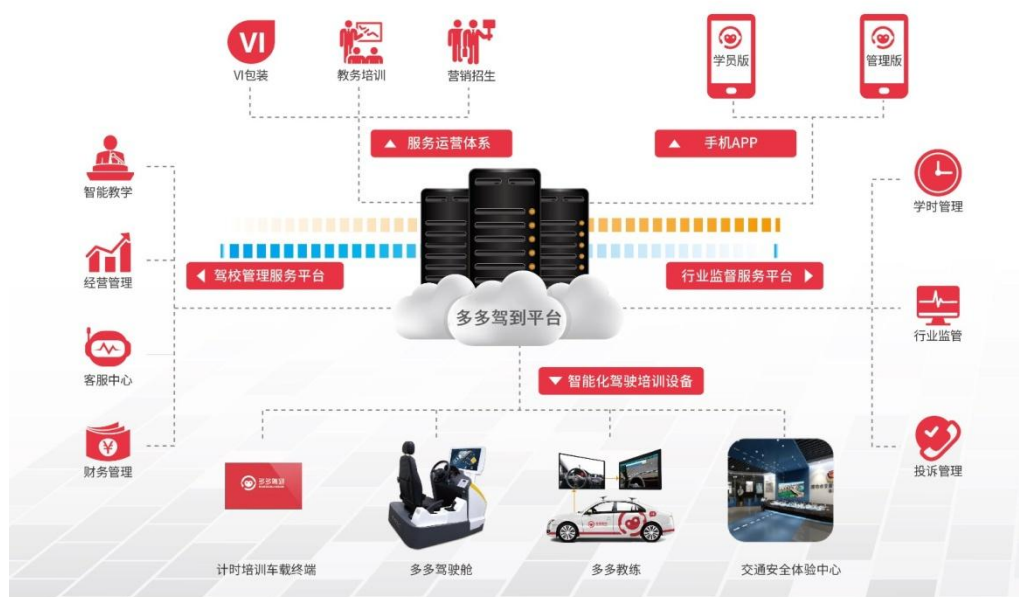 VI
VI包装
教务培训
营销招生
学员版
管理版
服务运营体系
手机APP
智能教学
学时管理
驾校管理服务平台
行业监督服务平台
经营管理
多多驾到平台
行业监管
客服中心
智能化驾驶培训设备
财务管理
投诉管理
多多驾到
计时培训车载终端
多多驾驶舱
多多教练
交通安全体验中心